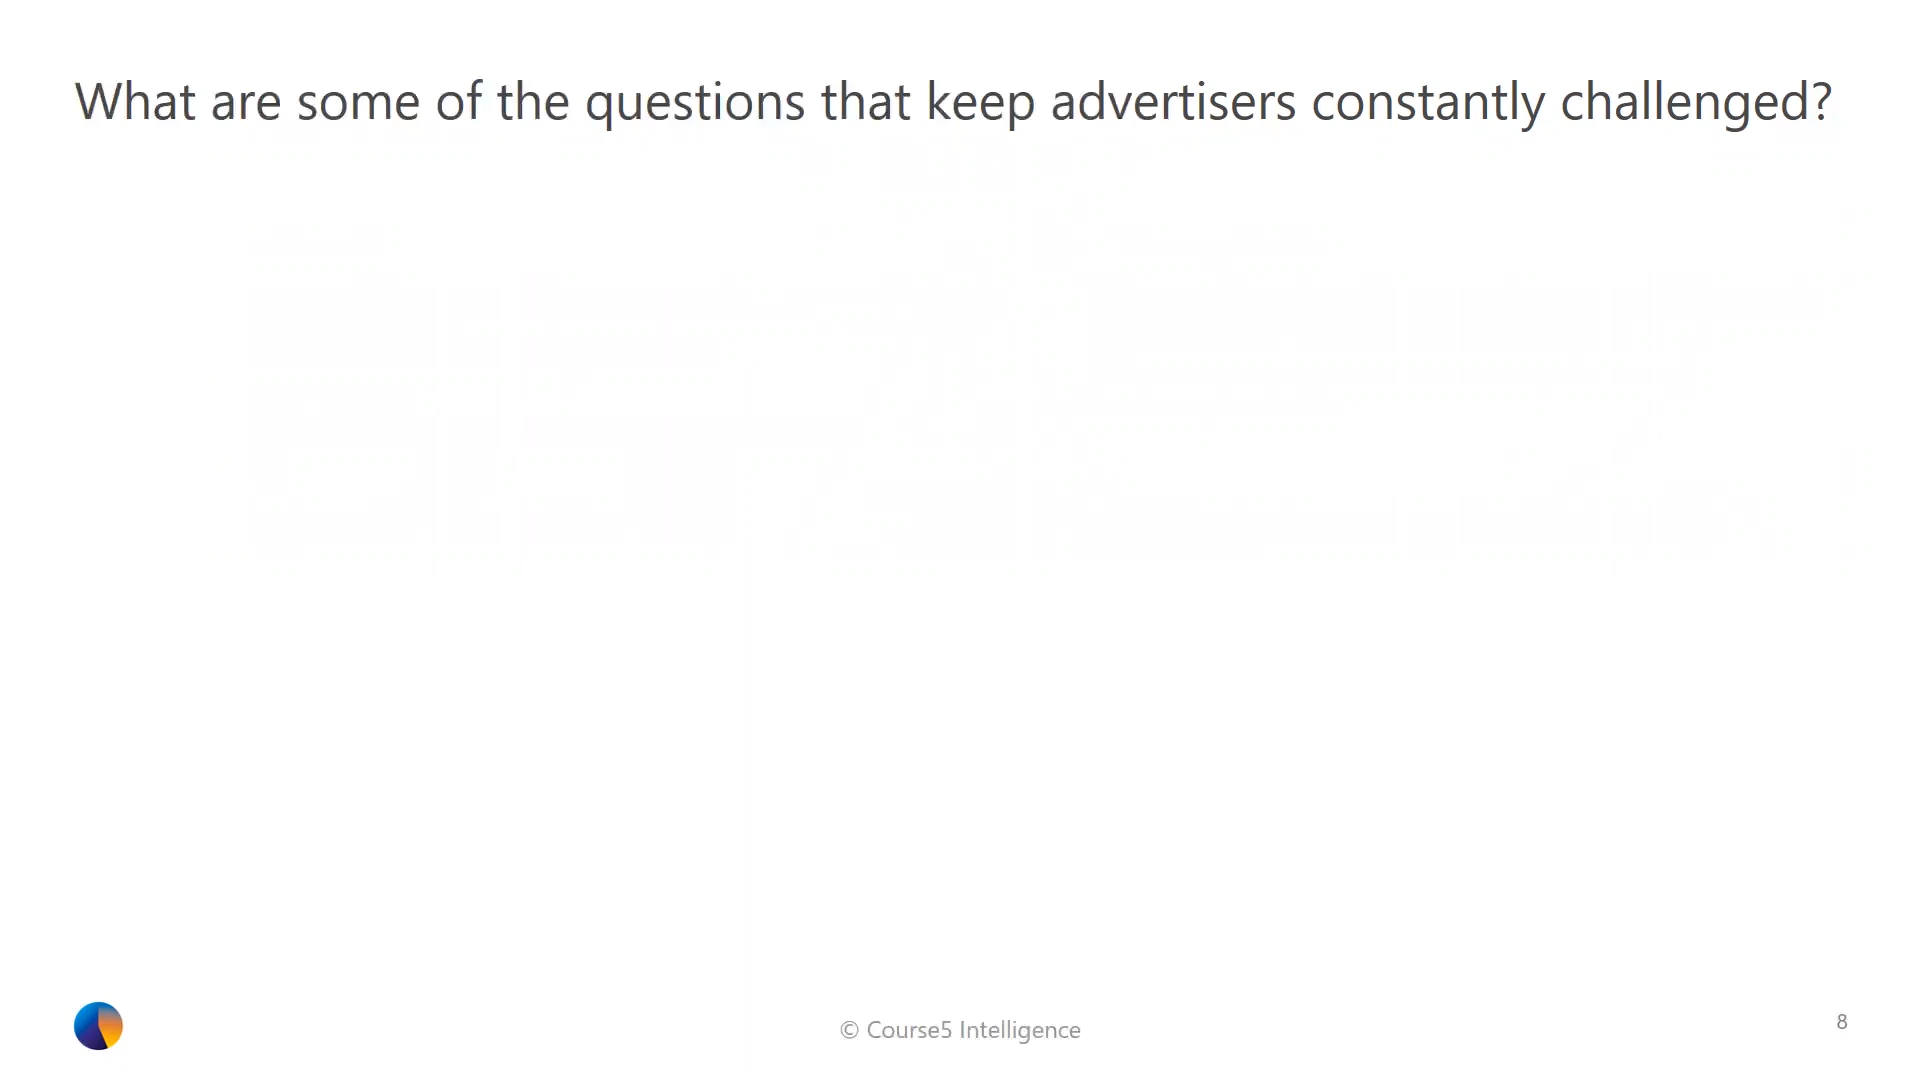 What are some of the questions that keep advertisers constantly challenged?
© Course5 Intelligence
8